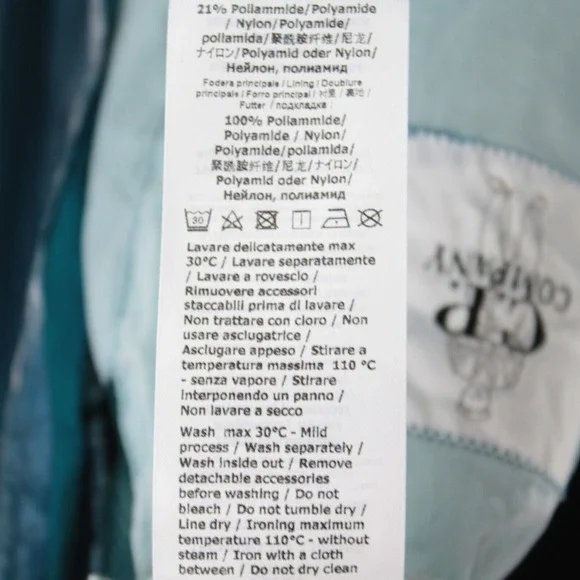 21% Poliammide/Polyamide
/ Nylon/Polyamide/
poliamida/聚酰胺纤维/尼龙/
ナイロン/Polyamid oder Nylon/
Нейлон, полиамид
Fodera principale / Lining / Doublure
principale / Forro principal / 衬里 / 裏地 /
Futter / подкладка :
100% Poliammide/
Polyamide / Nylon/
Polyamide/poliamida/
聚酰胺纤维/尼龙/ナイロン/
Polyamid oder Nylon/
Нейлон, полиамид
30
Lavare delicatamente max
30°C / Lavare separatamente
/ Lavare a rovescio /
Rimuovere accessori
staccabili prima di lavare /
Non trattare con cloro / Non
usare asciugatrice /
Asciugare appeso / Stirare a
temperatura massima 110 °C
- senza vapore / Stirare
interponendo un panno /
Non lavare a secco
Wash max 30°C - Mild
process / Wash separately /
Wash inside out / Remove
detachable accessories
before washing / Do not
bleach / Do not tumble dry /
Line dry / Ironing maximum
temperature 110°C - without
steam / Iron with a cloth
between / Do not dry clean
C.P.
COMPANY